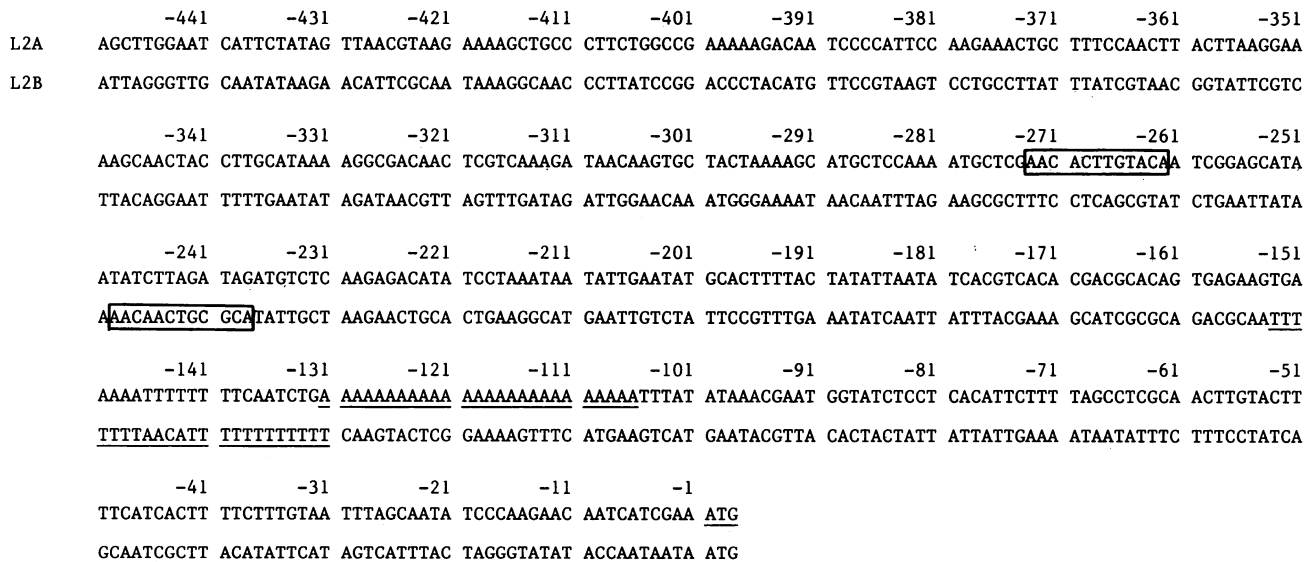 -441 -431 -421 -411 -401 -391 -381 -371 -361 -351
L2A AGCTTGGAAT CATTCTATAG TTAACGTAAG AAAAGCTGCC CTTCTGGCCG AAAAAGACAA TCCCCATTCC AAGAAACTGC TTTCCAACTT ACTTAAGGAA
L2B ATTAGGGTTG CAATATAAGA ACATTCGCAA TAAAGGCAAC CCTTATCCGG ACCCTACATG TTCCGTAAGT CCTGCCTTAT TTATCGTAAC GGTATTCGTC
-341 -331 -321 -311 -301 -291 -281 -271 -261 -251
AAGCAACTAC CTTGCATAAA AGGCGACAAC TCGTCAAAGA TAACAAGTGC TACTAAAAGC ATGCTCCAAA ATGCTCGAAC ACTTGTACAA TCGGAGCATA
TTACAGGAAT TTTTGAATAT AGATAACGTT AGTTTGATAG ATTGGAACAA ATGGGAAAAT AACAATTTAG AAGCGCTTTC CTCAGCGTAT CTGAATTATA
-241 -231 -221 -211 -201 -191 -181 -171 -161 -151
ATATCTTAGA TAGATGTCTC AAGAGACATA TCCTAAATAA TATTGAATAT GCACTTTTAC TATATTAATA TCACGTCACA CGACGCACAG TGAGAAGTGA
AAACAACTGC GCATATTGCT AAGAACTGCA CTGAAGGCAT GAATTGTCTA TTCCGTTTGA AATATCAATT ATTTACGAAA GCATCGCGCA GACGCAATTT
-141 -131 -121 -111 -101 -91 -81 -71 -61 -51
AAAATTTTTT TTCAATCTGA AAAAAAAAAA AAAAAAAAAA AAAAATTTAT ATAAACGAAT GGTATCTCCT CACATTCTTT TAGCCTCGCA ACTTGTACTT
TTTTAACATT TTTTTTTTTT CAAGTACTCG GAAAAGTTTC ATGAAGTCAT GAATACGTTA CACTACTATT ATTATTGAAA ATAATATTTC TTTCCTATCA
-41 -31 -21 -11 -1
TTCATCACTT TTCTTTGTAA TTTAGCAATA TCCCAAGAAC AATCATCGAA ATG
GCAATCGCTT ACATATTCAT AGTCATTTAC TAGGGTATAT ACCAATAATA ATG